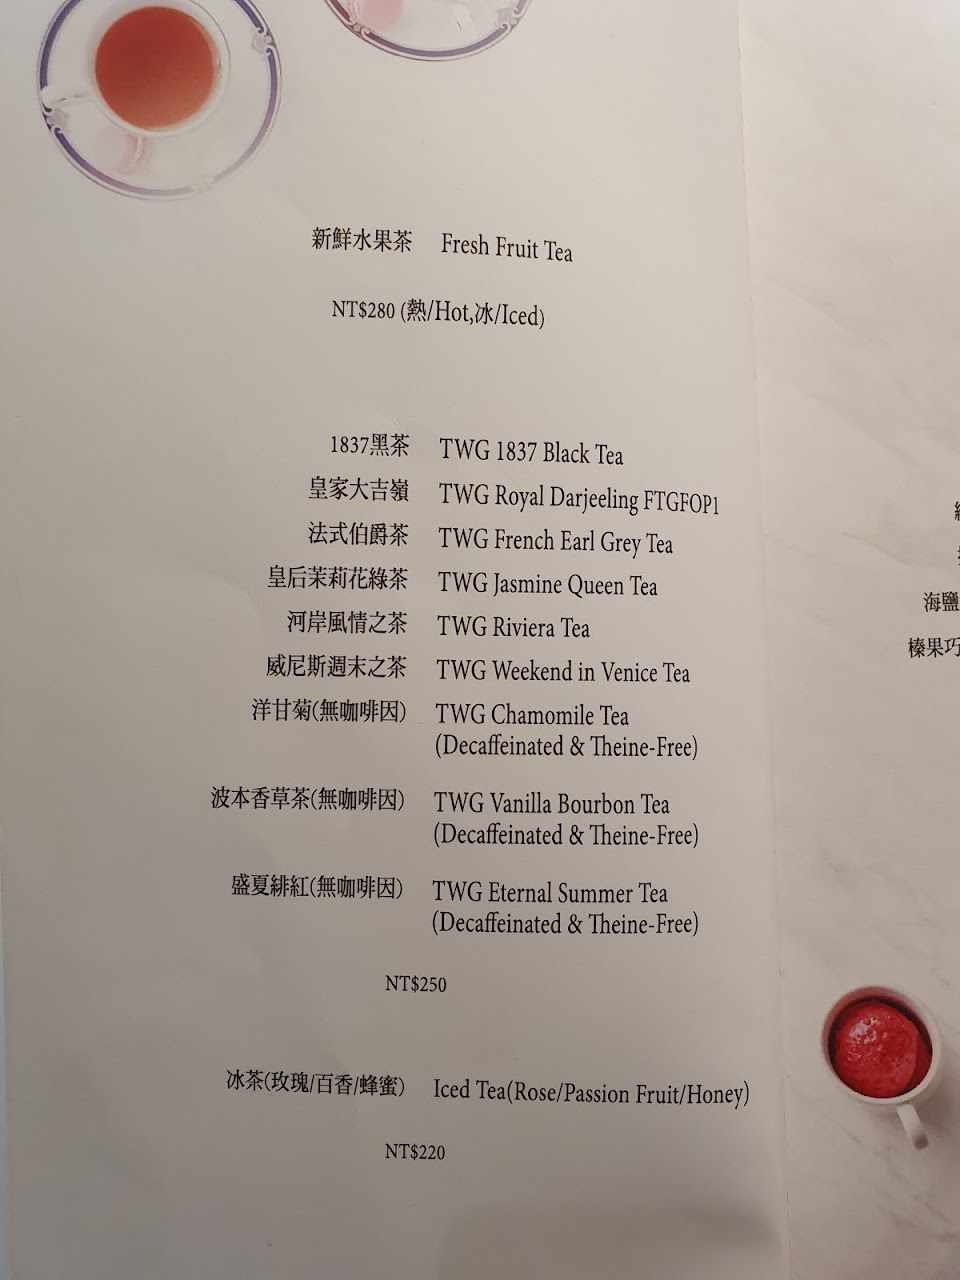 新鮮水果茶 Fresh Fruit Tea
NT$280 (熱/Hot,冰/Iced)
1837黑茶 TWG 1837 Black Tea
皇家大吉嶺 TWG Royal Darjeeling FTGFOP1
法式伯爵茶 TWG French Earl Grey Tea
皇后茉莉花綠茶 TWG Jasmine Queen Tea
河岸風情之茶 TWG Riviera Tea
威尼斯週末之茶 TWG Weekend in Venice Tea
洋甘菊(無咖啡因) TWG Chamomile Tea
(Decaffeinated & Theine-Free)
波本香草茶(無咖啡因) TWG Vanilla Bourbon Tea
(Decaffeinated & Theine-Free)
盛夏緋紅(無咖啡因) TWG Eternal Summer Tea
(Decaffeinated & Theine-Free)
NT$250
冰茶(玫瑰/百香/蜂蜜) Iced Tea(Rose/Passion Fruit/Honey)
NT$220
海鹽
榛果巧